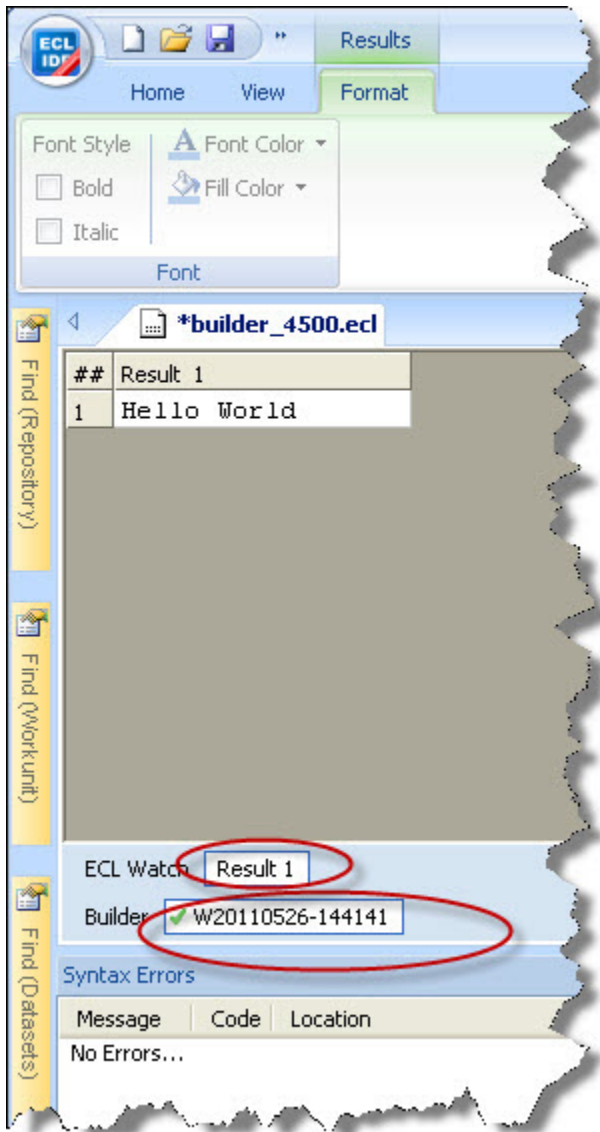 ECL
IDE
Results
Home View Format
Font Style
Font Color
Bold
Fill Color
Italic
Font
*builder_4500.ecl
## Result 1
1 Hello World
Find (Repository)
Find (Workunit)
Find (Datasets)
ECL Watch Result 1
Builder W20110526-144141
Syntax Errors
Message Code Location
No Errors...